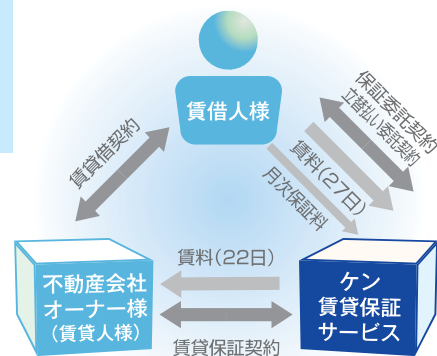 賃借人様
賃貸借契約
保証委託契約
立替払い委託契約
賃料(27日)
月次保証料
不動産会社
オーナー様
(賃貸人様)
賃料(22日)
賃貸保証契約
ケン
賃貸保証
サービス